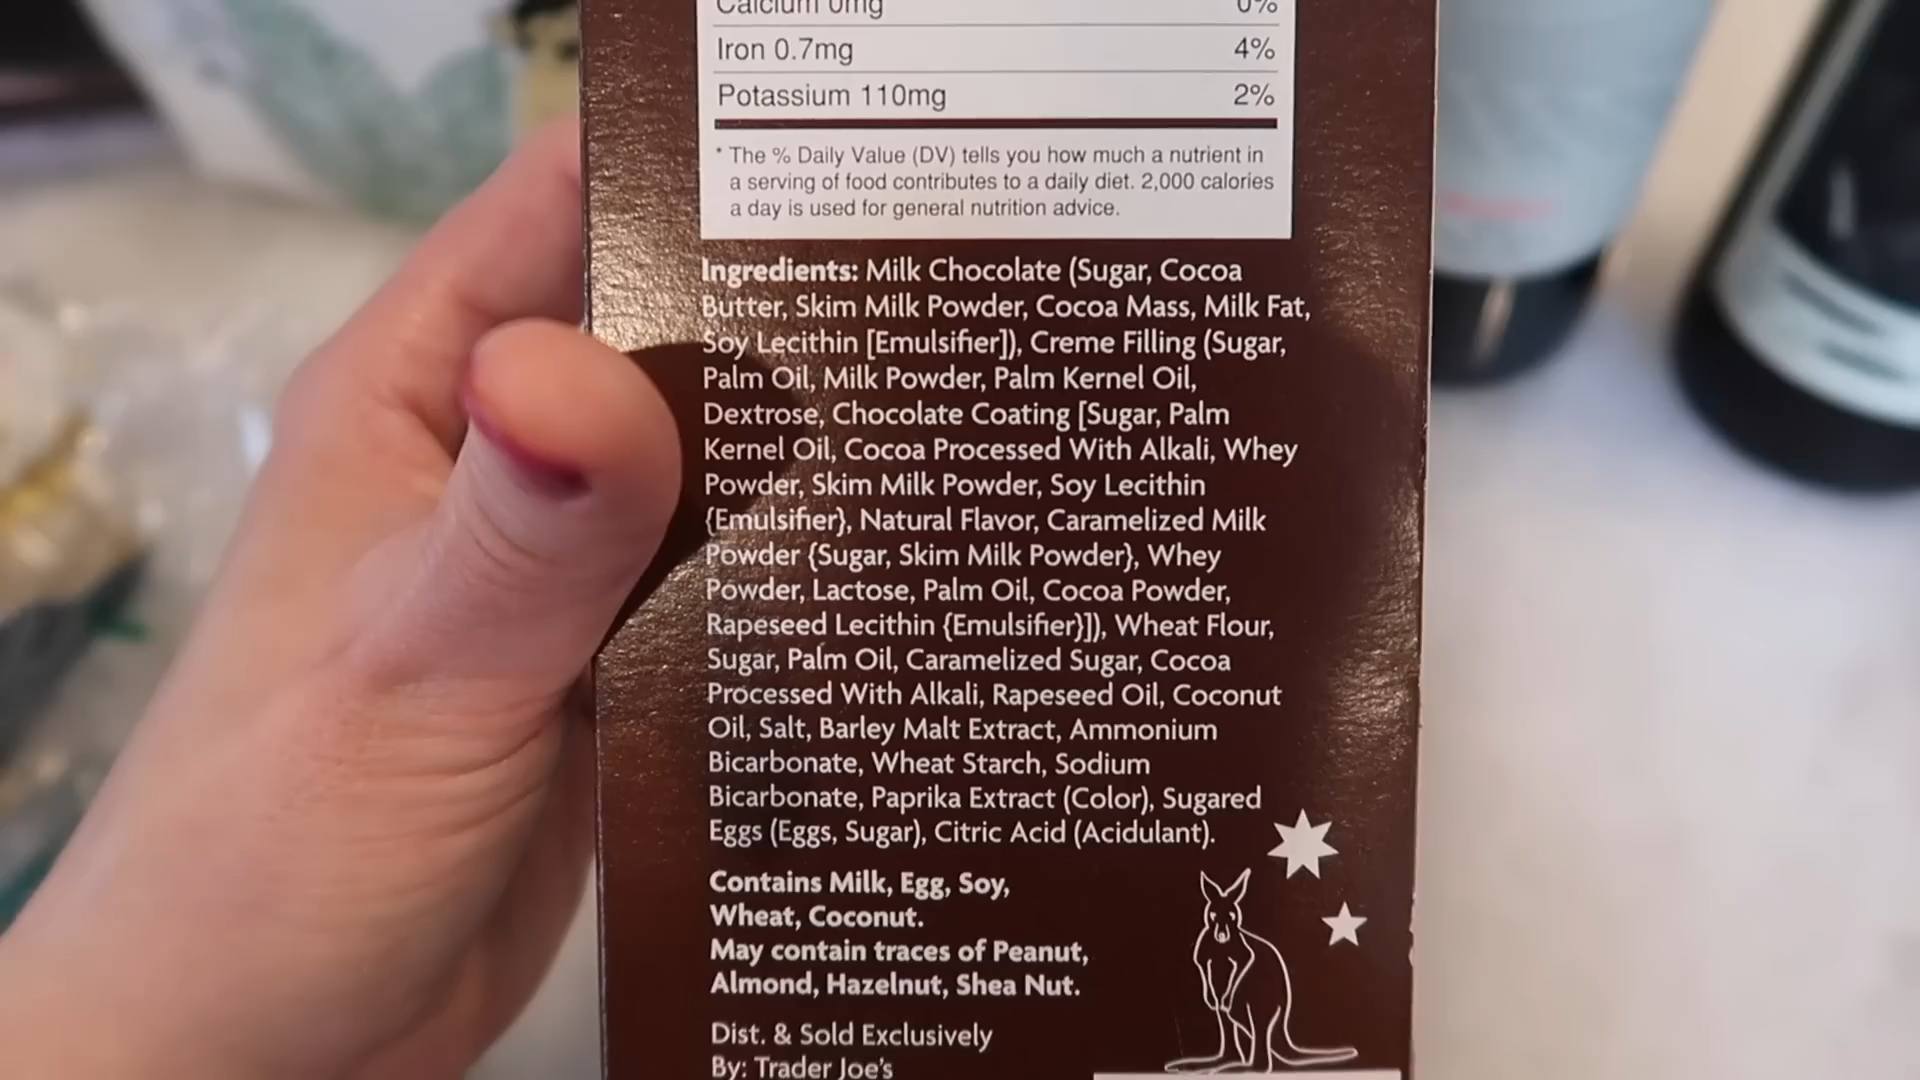 Calcium 0mg 0%
Iron 0.7mg 4%
Potassium 110mg 2%
* The % Daily Value (DV) tells you how much a nutrient in
a serving of food contributes to a daily diet. 2,000 calories
a day is used for general nutrition advice.
Ingredients: Milk Chocolate (Sugar, Cocoa
Butter, Skim Milk Powder, Cocoa Mass, Milk Fat,
Soy Lecithin [Emulsifier]), Creme Filling (Sugar,
Palm Oil, Milk Powder, Palm Kernel Oil,
Dextrose, Chocolate Coating [Sugar, Palm
Kernel Oil, Cocoa Processed With Alkali, Whey
Powder, Skim Milk Powder, Soy Lecithin
{Emulsifier}, Natural Flavor, Caramelized Milk
Powder {Sugar, Skim Milk Powder}, Whey
Powder, Lactose, Palm Oil, Cocoa Powder,
Rapeseed Lecithin {Emulsifier}]), Wheat Flour,
Sugar, Palm Oil, Caramelized Sugar, Cocoa
Processed With Alkali, Rapeseed Oil, Coconut
Oil, Salt, Barley Malt Extract, Ammonium
Bicarbonate, Wheat Starch, Sodium
Bicarbonate, Paprika Extract (Color), Sugared
Eggs (Eggs, Sugar), Citric Acid (Acidulant).
Contains Milk, Egg, Soy,
Wheat, Coconut.
May contain traces of Peanut,
Almond, Hazelnut, Shea Nut.
Dist. & Sold Exclusively
By: Trader Joe's